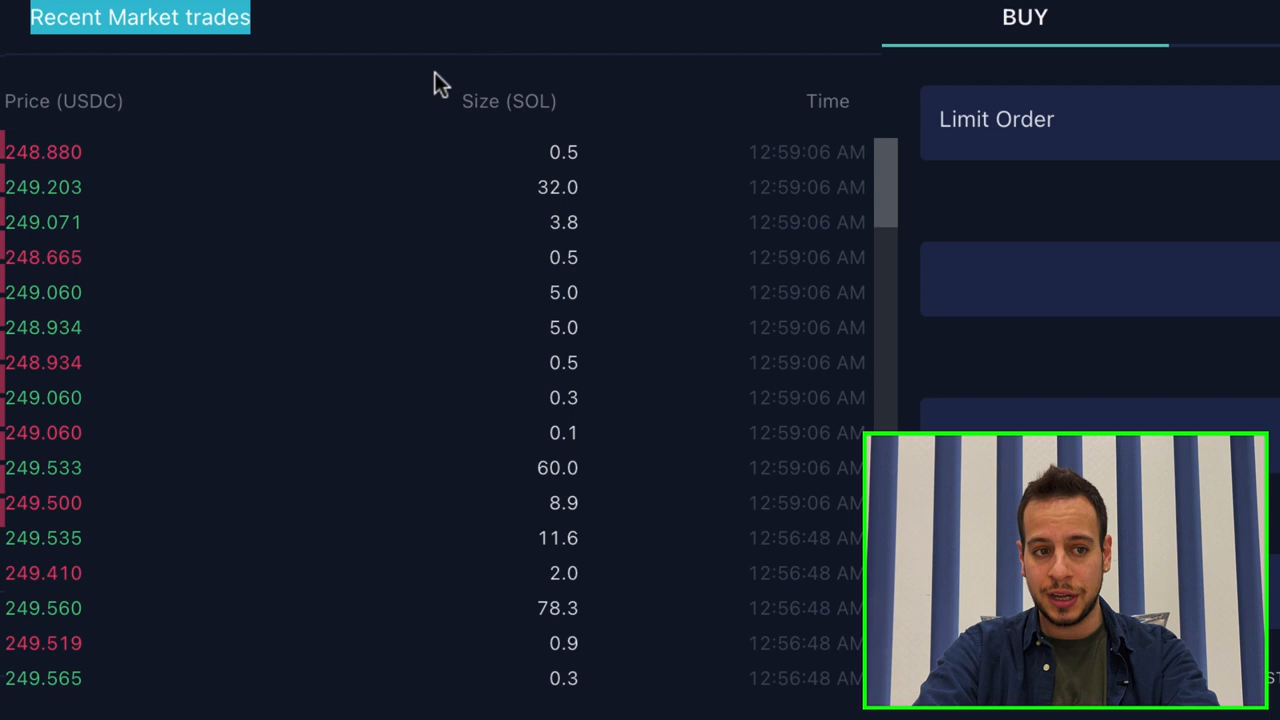 Recent Market trades
BUY
Price (USDC) Size (SOL) Time
Limit Order
248.880 0.5 12:59:06 AM
249.203 32.0 12:59:06 AM
249.071 3.8 12:59:06 AM
248.665 0.5 12:59:06 AM
249.060 5.0 12:59:06 AM
248.934 5.0 12:59:06 AM
248.934 0.5 12:59:06 AM
249.060 0.3 12:59:06 AM
249.060 0.1 12:59:06 AM
249.533 60.0 12:59:06 AM
249.500 8.9 12:59:06 AM
249.535 11.6 12:56:48 AM
249.410 2.0 12:56:48 AM
249.560 78.3 12:56:48 AM
249.519 0.9 12:56:48 AM
249.565 0.3 12:56:48 AM